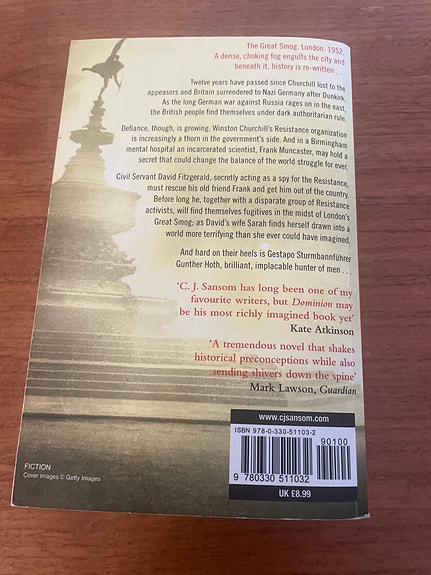 The Great Smog. London. 1952.
A dense, choking fog engulfs the city and
beneath it, history is re-written . . .
Twelve years have passed since Churchill lost to the
appeasers and Britain surrendered to Nazi Germany after Dunkirk.
As the long German war against Russia rages on in the east,
the British people find themselves under dark authoritarian rule.
Defiance, though, is growing. Winston Churchill's Resistance organization
is increasingly a thorn in the government's side. And in a Birmingham
mental hospital an incarcerated scientist, Frank Muncaster, may hold a
secret that could change the balance of the world struggle for ever.
Civil Servant David Fitzgerald, secretly acting as a spy for the Resistance,
must rescue his old friend Frank and get him out of the country.
Before long he, together with a disparate group of Resistance
activists, will find themselves fugitives in the midst of London's
Great Smog; as David's wife Sarah finds herself drawn into a
world more terrifying than she ever could have imagined.
And hard on their heels is Gestapo Sturmbannführer
Gunther Hoth, brilliant, implacable hunter of men . . .
'C. J. Sansom has long been one of my
favourite writers, but Dominion may
be his most richly imagined book yet'
Kate Atkinson
'A tremendous novel that shakes
historical preconceptions while also
sending shivers down the spine'
Mark Lawson, Guardian
www.cjsansom.com
ISBN 978-0-330-51103-2
90100
9 780330 511032
UK £8.99
FICTION
Cover Images © Getty Images